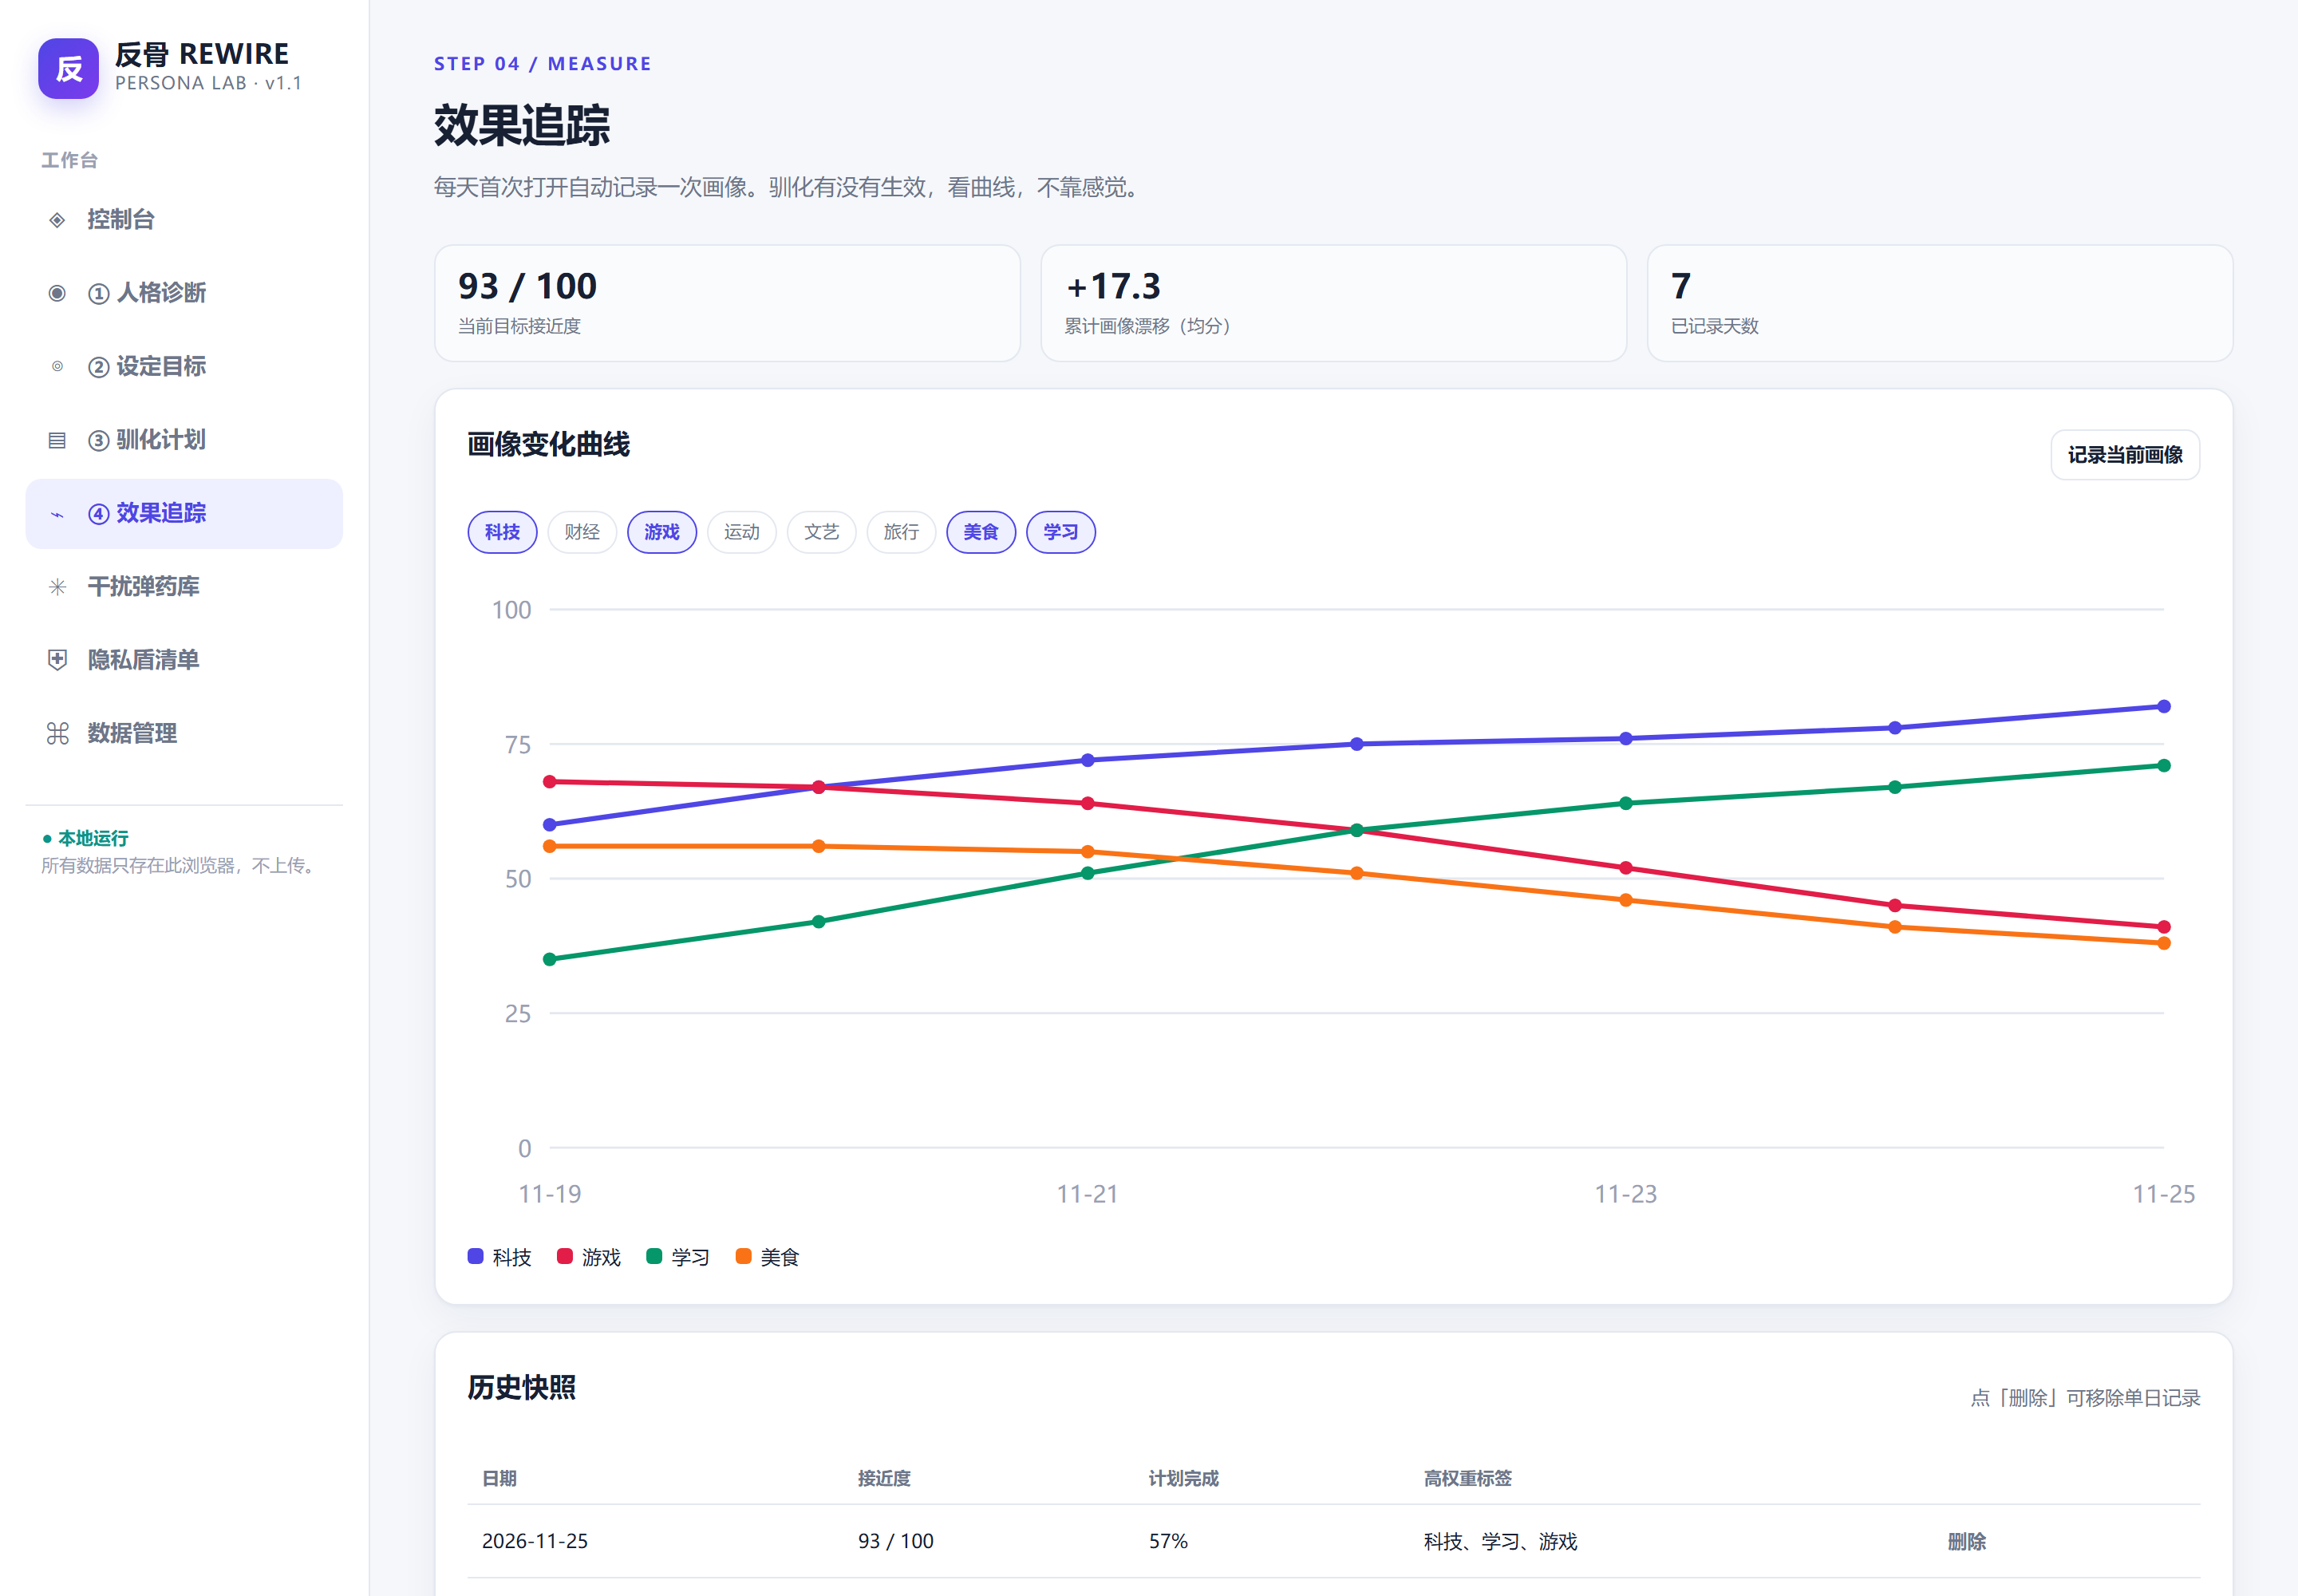 反
反骨 REWIRE
PERSONA LAB · v1.1
工作台
控制台
① 人格诊断
② 设定目标
③ 驯化计划
④ 效果追踪
干扰弹药库
隐私盾清单
数据管理
本地运行
所有数据只存在此浏览器，不上传。
STEP 04 / MEASURE
效果追踪
每天首次打开自动记录一次画像。驯化有没有生效，看曲线，不靠感觉。
93 / 100
当前目标接近度
+17.3
累计画像漂移（均分）
7
已记录天数
画像变化曲线
记录当前画像
科技 财经 游戏 运动 文艺 旅行 美食 学习
100
75
50
25
0
11-19 11-21 11-23 11-25
科技 游戏 学习 美食
历史快照
点「删除」可移除单日记录
日期 接近度 计划完成 高权重标签
2026-11-25 93 / 100 57% 科技、学习、游戏 删除